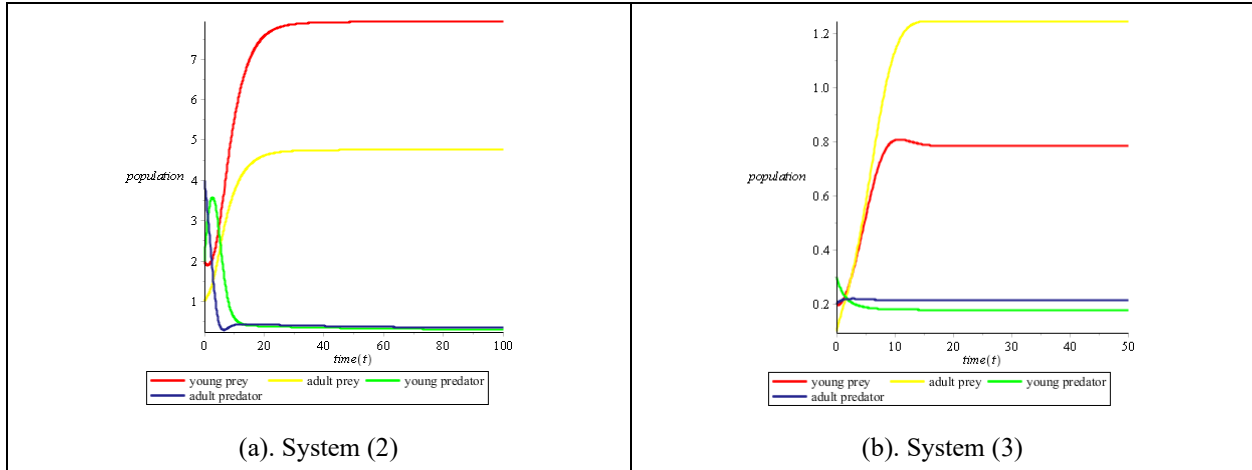 7
6
5
population 4
3
2
1
0 20 40 60 80 100
time(t)
young prey adult prey young predator
adult predator
(a). System (2)
1.2
1.0
0.8
population
0.6
0.4
0.2
0 10 20 30 40 50
time(t)
young prey adult prey young predator
adult predator
(b). System (3)